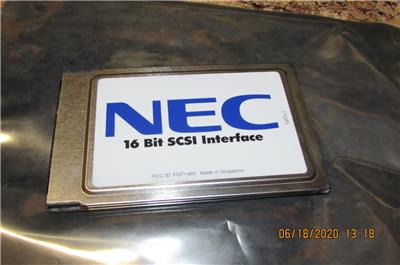 NEC
16 Bit SCSI Interface
FCC ID FGT1460 Made in Singapore
06/18/2020 13:18